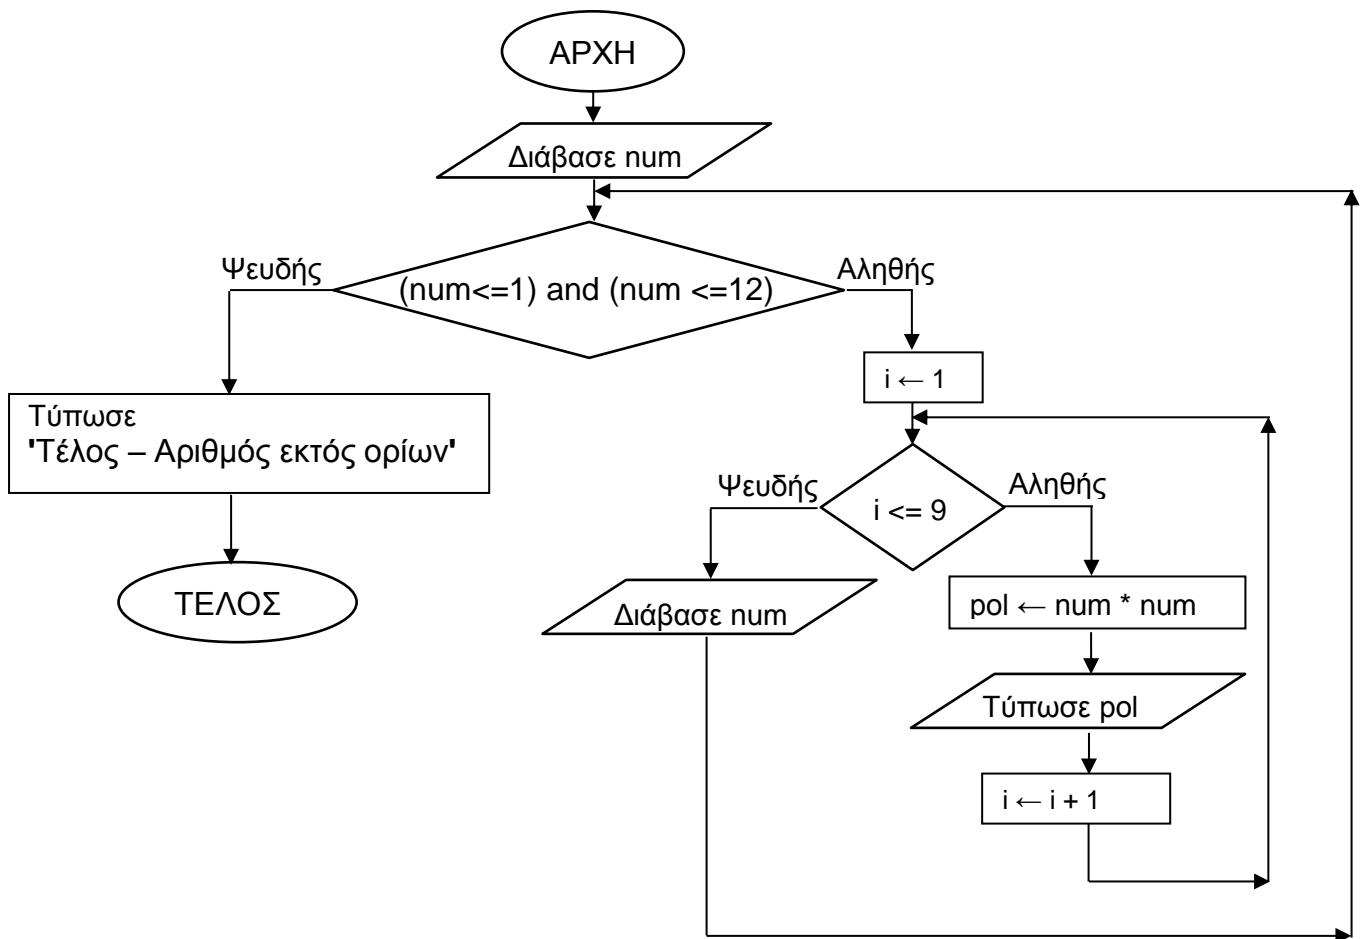 ΑΡΧΗ
Διάβασε num
Ψευδής
(num<=1) and (num <=12)
Αληθής
i ← 1
Τύπωσε
'Τέλος – Αριθμός εκτός ορίων'
Ψευδής
i <= 9
Αληθής
ΤΕΛΟΣ
Διάβασε num
pol ← num * num
Τύπωσε pol
i ← i + 1